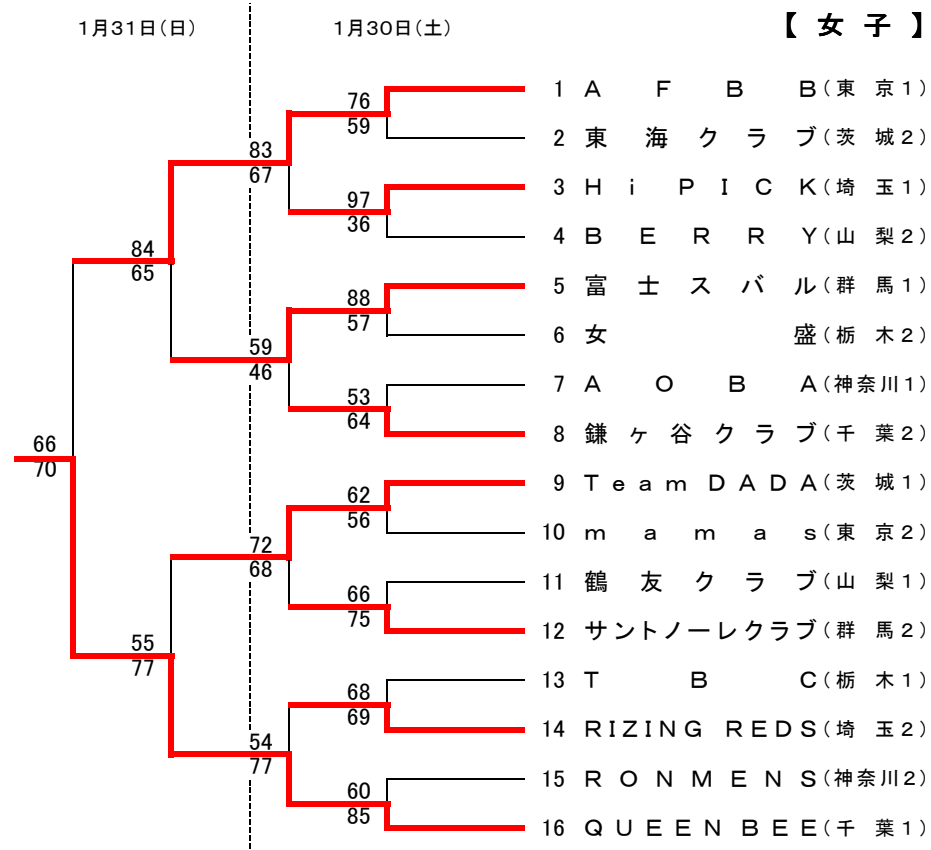 1月31日(日)
1月30日(土)
【 女 子 】
1 A F B B(東 京1)
76
59
2 東 海 ク ラ ブ(茨 城2)
83
67
3 H i P I C K(埼 玉1)
97
36
4 B E R R Y(山 梨2)
84
65
5 富 士 ス バ ル(群 馬1)
88
57
6 女 盛(栃 木2)
59
46
7 A O B A(神奈川1)
53
64
8 鎌 ヶ 谷 ク ラ ブ(千 葉2)
66
70
9 T e a m D A D A(茨 城1)
62
56
10 m a m a s(東 京2)
72
68
11 鶴 友 ク ラ ブ(山 梨1)
66
75
12 サントノーレクラブ(群 馬2)
55
77
13 T B C(栃 木1)
68
69
14 RIZING REDS(埼 玉2)
54
77
15 R O N M E N S(神奈川2)
60
85
16 Q U E E N B E E(千 葉1)